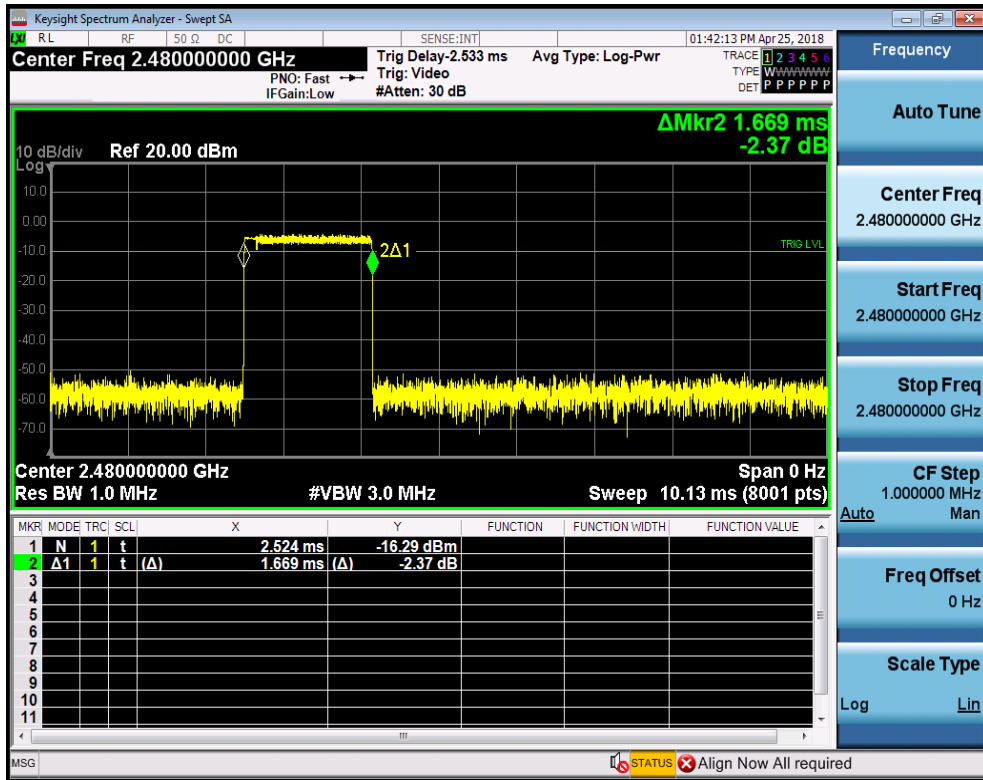 Keysight Spectrum Analyzer - Swept SA
LXI RL RF 50 Ω DC SENSE:INT 01:42:13 PM Apr 25, 2018
Center Freq 2.480000000 GHz
PNO: Fast
IFGain:Low
Trig Delay-2.533 ms
Trig: Video
#Atten: 30 dB
Avg Type: Log-Pwr
TRACE 1 2 3 4 5 6
TYPE WWWWWW
DET P P P P P P
ΔMkr2 1.669 ms
-2.37 dB
10 dB/div Ref 20.00 dBm
Log
10.0
0.00
-10.0
-20.0
-30.0
-40.0
-50.0
-60.0
-70.0
2Δ1
TRIG LVL
Center 2.480000000 GHz Span 0 Hz
Res BW 1.0 MHz #VBW 3.0 MHz Sweep 10.13 ms (8001 pts)
MKR MODE TRC SCL X Y FUNCTION FUNCTION WIDTH FUNCTION VALUE
1 N 1 t 2.524 ms -16.29 dBm
2 Δ1 1 t (Δ) 1.669 ms (Δ) -2.37 dB
3
4
5
6
7
8
9
10
11
MSG STATUS Align Now All required
Frequency
Auto Tune
Center Freq
2.480000000 GHz
Start Freq
2.480000000 GHz
Stop Freq
2.480000000 GHz
CF Step
1.000000 MHz
Auto Man
Freq Offset
0 Hz
Scale Type
Log Lin